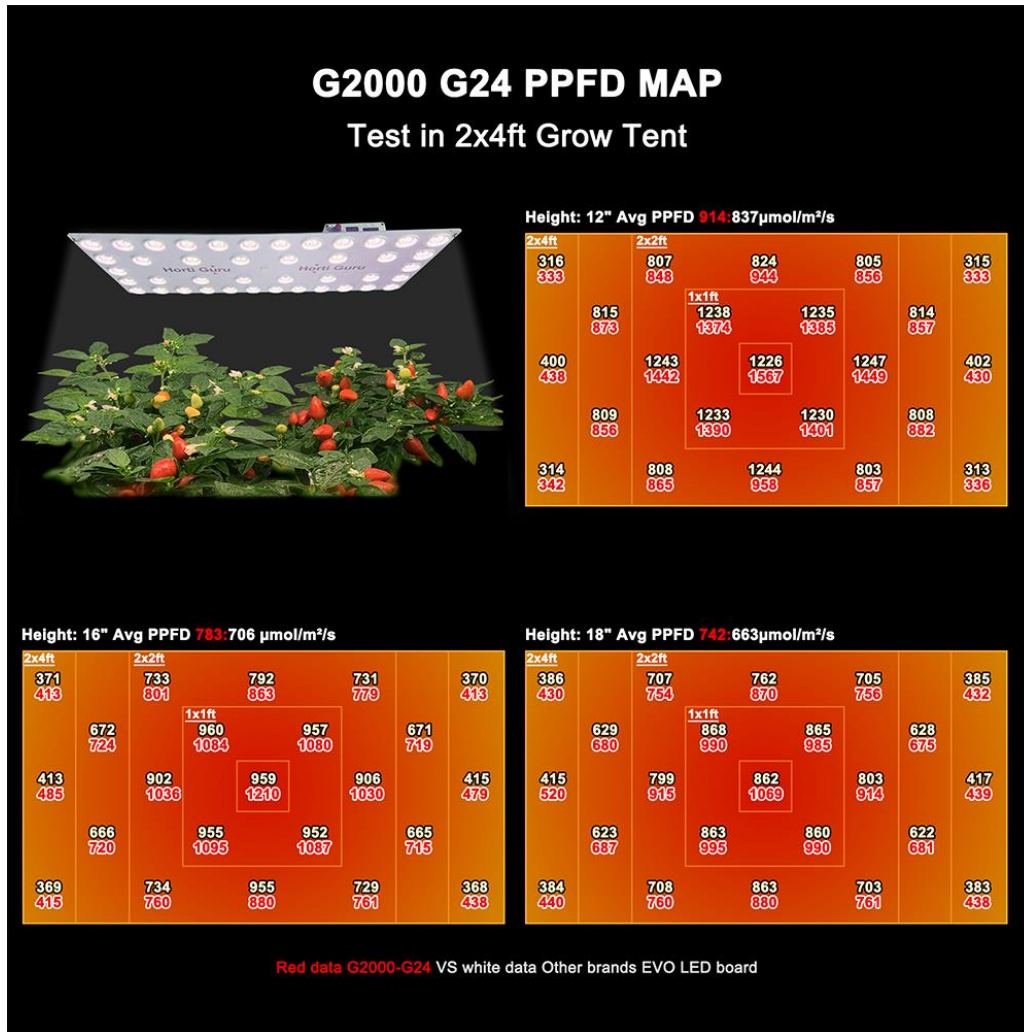 G2000 G24 PPFD MAP
Test in 2x4ft Grow Tent
Horti Guru Horti Guru
Height: 12" Avg PPFD 914:837μmol/m²/s
2x4ft 2x2ft
316 807 824 805 315
333 848 944 856 333
1x1ft
815 1238 1235 814
873 1374 1385 857
400 1243 1226 1247 402
438 1442 1567 1449 430
809 1233 1230 808
856 1390 1401 882
314 808 1244 803 313
342 865 958 857 336
Height: 16" Avg PPFD 783:706 μmol/m²/s
2x4ft 2x2ft
371 733 792 731 370
413 801 863 779 413
1x1ft
672 960 957 671
724 1084 1080 719
413 902 959 906 415
485 1036 1210 1030 479
666 955 952 665
720 1095 1087 715
369 734 955 729 368
415 760 880 761 438
Height: 18" Avg PPFD 742:663μmol/m²/s
2x4ft 2x2ft
386 707 762 705 385
430 754 870 756 432
1x1ft
629 868 865 628
680 990 985 675
415 799 862 803 417
520 915 1069 914 439
623 863 860 622
687 995 990 681
384 708 863 703 383
440 760 880 761 438
Red data G2000-G24 VS white data Other brands EVO LED board